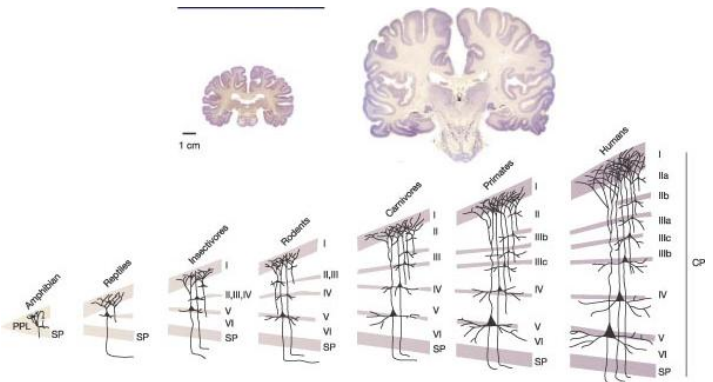 1 cm
Amphibian
PPL
SP
Reptiles
SP
Insectivores
I
II,III,IV
V
VI
SP
Rodents
I
II,III
IV
V
VI
SP
Carnivores
I
II
III
IIIc
IV
V
VI
SP
Primates
I
II
IIIb
IIIc
IV
V
VI
SP
Humans
I
IIa
IIb
IIIa
IIIc
IIIb
IV
V
VI
SP
CP